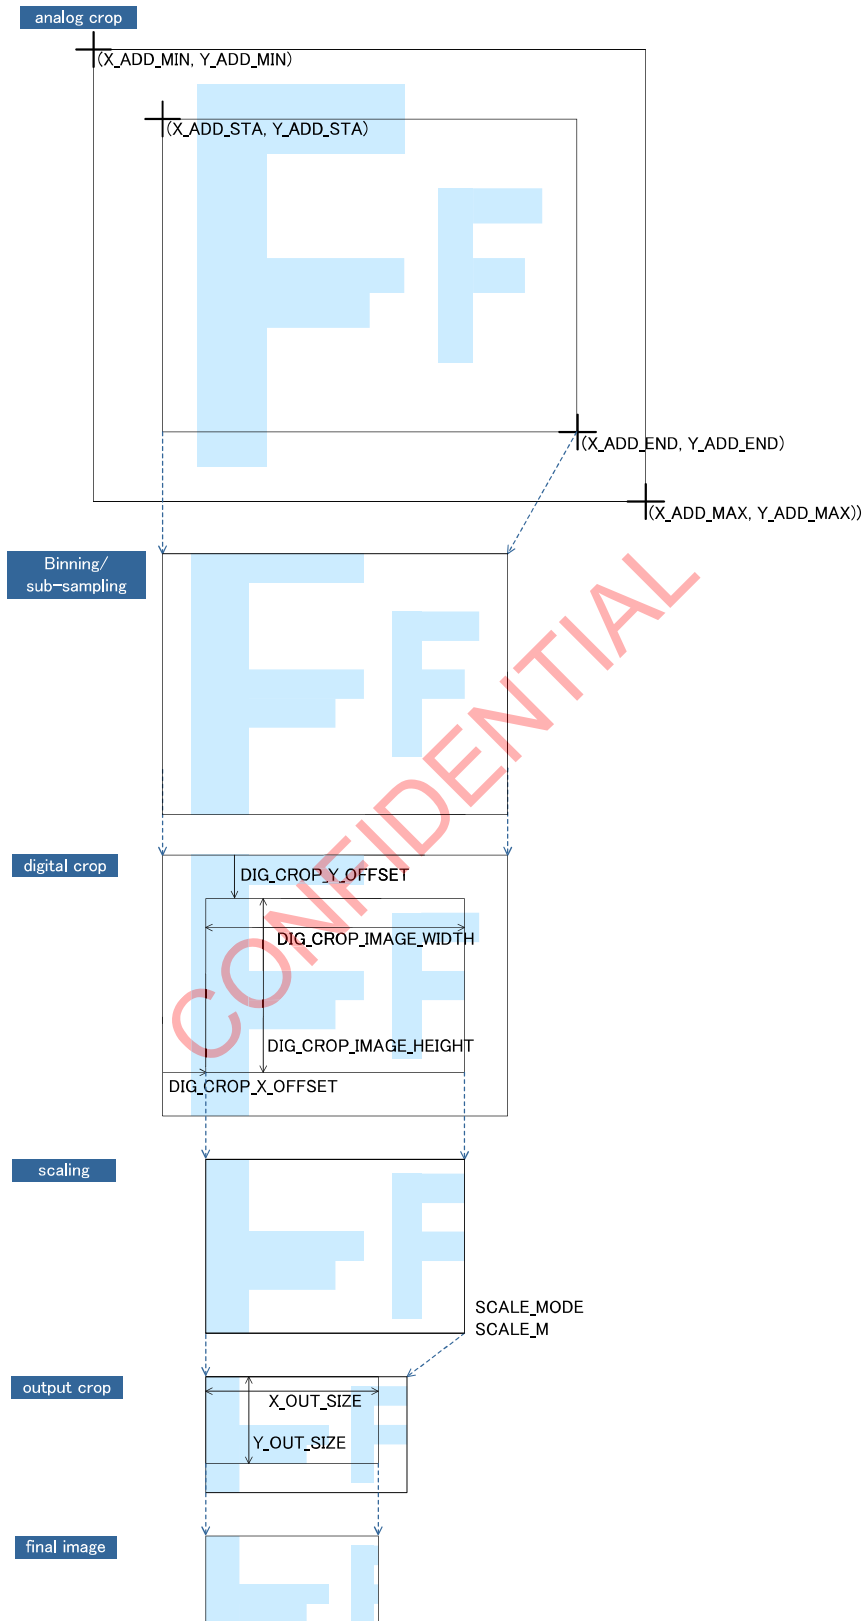 analog crop
(X_ADD_MIN, Y_ADD_MIN)
(X_ADD_STA, Y_ADD_STA)
(X_ADD_END, Y_ADD_END)
(X_ADD_MAX, Y_ADD_MAX))
Binning/
sub-sampling
CONFIDENTIAL
digital crop
DIG_CROP_Y_OFFSET
DIG_CROP_IMAGE_WIDTH
DIG_CROP_IMAGE_HEIGHT
DIG_CROP_X_OFFSET
scaling
SCALE_MODE
SCALE_M
output crop
X_OUT_SIZE
Y_OUT_SIZE
final image